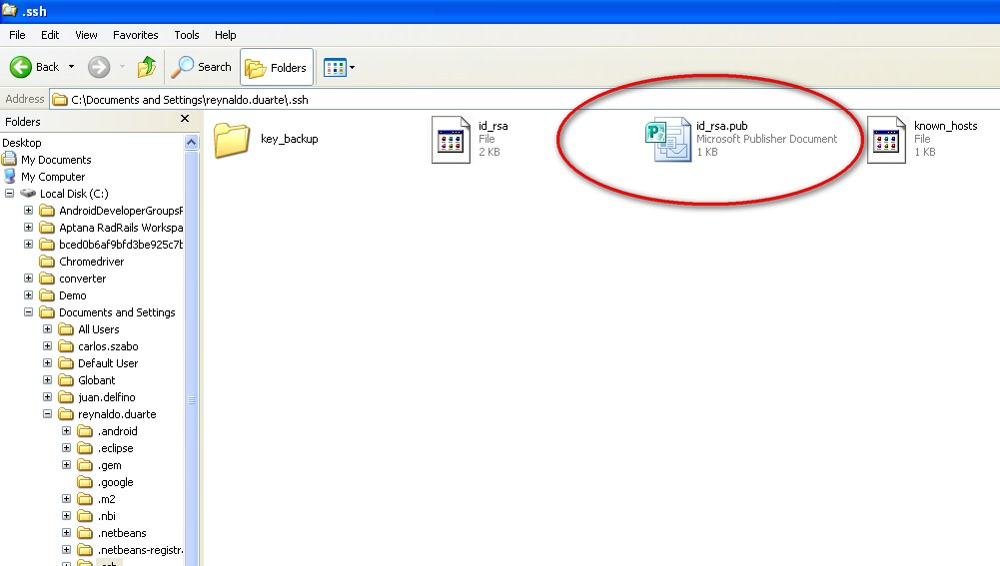 .ssh
File Edit View Favorites Tools Help
Back Search Folders
Address C:\Documents and Settings\reynaldo.duarte\.ssh
Folders
Desktop
My Documents
My Computer
Local Disk (C:)
AndroidDeveloperGroupsF
Aptana RadRails Workspa
bced0b6af9bfd3be925c7b
Chromedriver
converter
Demo
Documents and Settings
All Users
carlos.szabo
Default User
Globant
juan.delfino
reynaldo.duarte
.android
.eclipse
.gem
.google
.m2
.nbi
.netbeans
.netbeans-registra
.ssh
key_backup
id_rsa
File
2 KB
id_rsa.pub
Microsoft Publisher Document
1 KB
known_hosts
File
1 KB